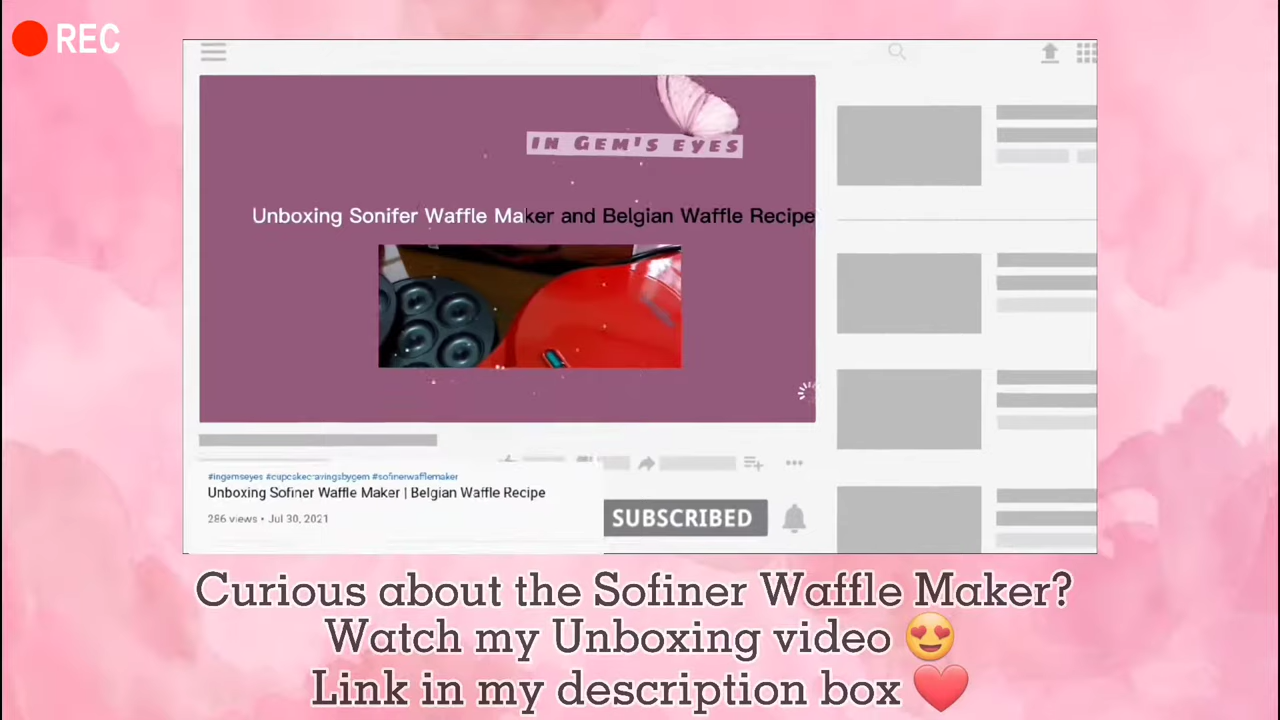 REC
IN GEM'S EYES
Unboxing Sonifer Waffle Maker and Belgian Waffle Recipe
#ingemseyes #cupcakecravingsbygem #sofinerwafflemaker
Unboxing Sofiner Waffle Maker | Belgian Waffle Recipe
286 views • Jul 30, 2021
SUBSCRIBED
Curious about the Sofiner Waffle Maker?
Watch my Unboxing video 😍
Link in my description box ❤️